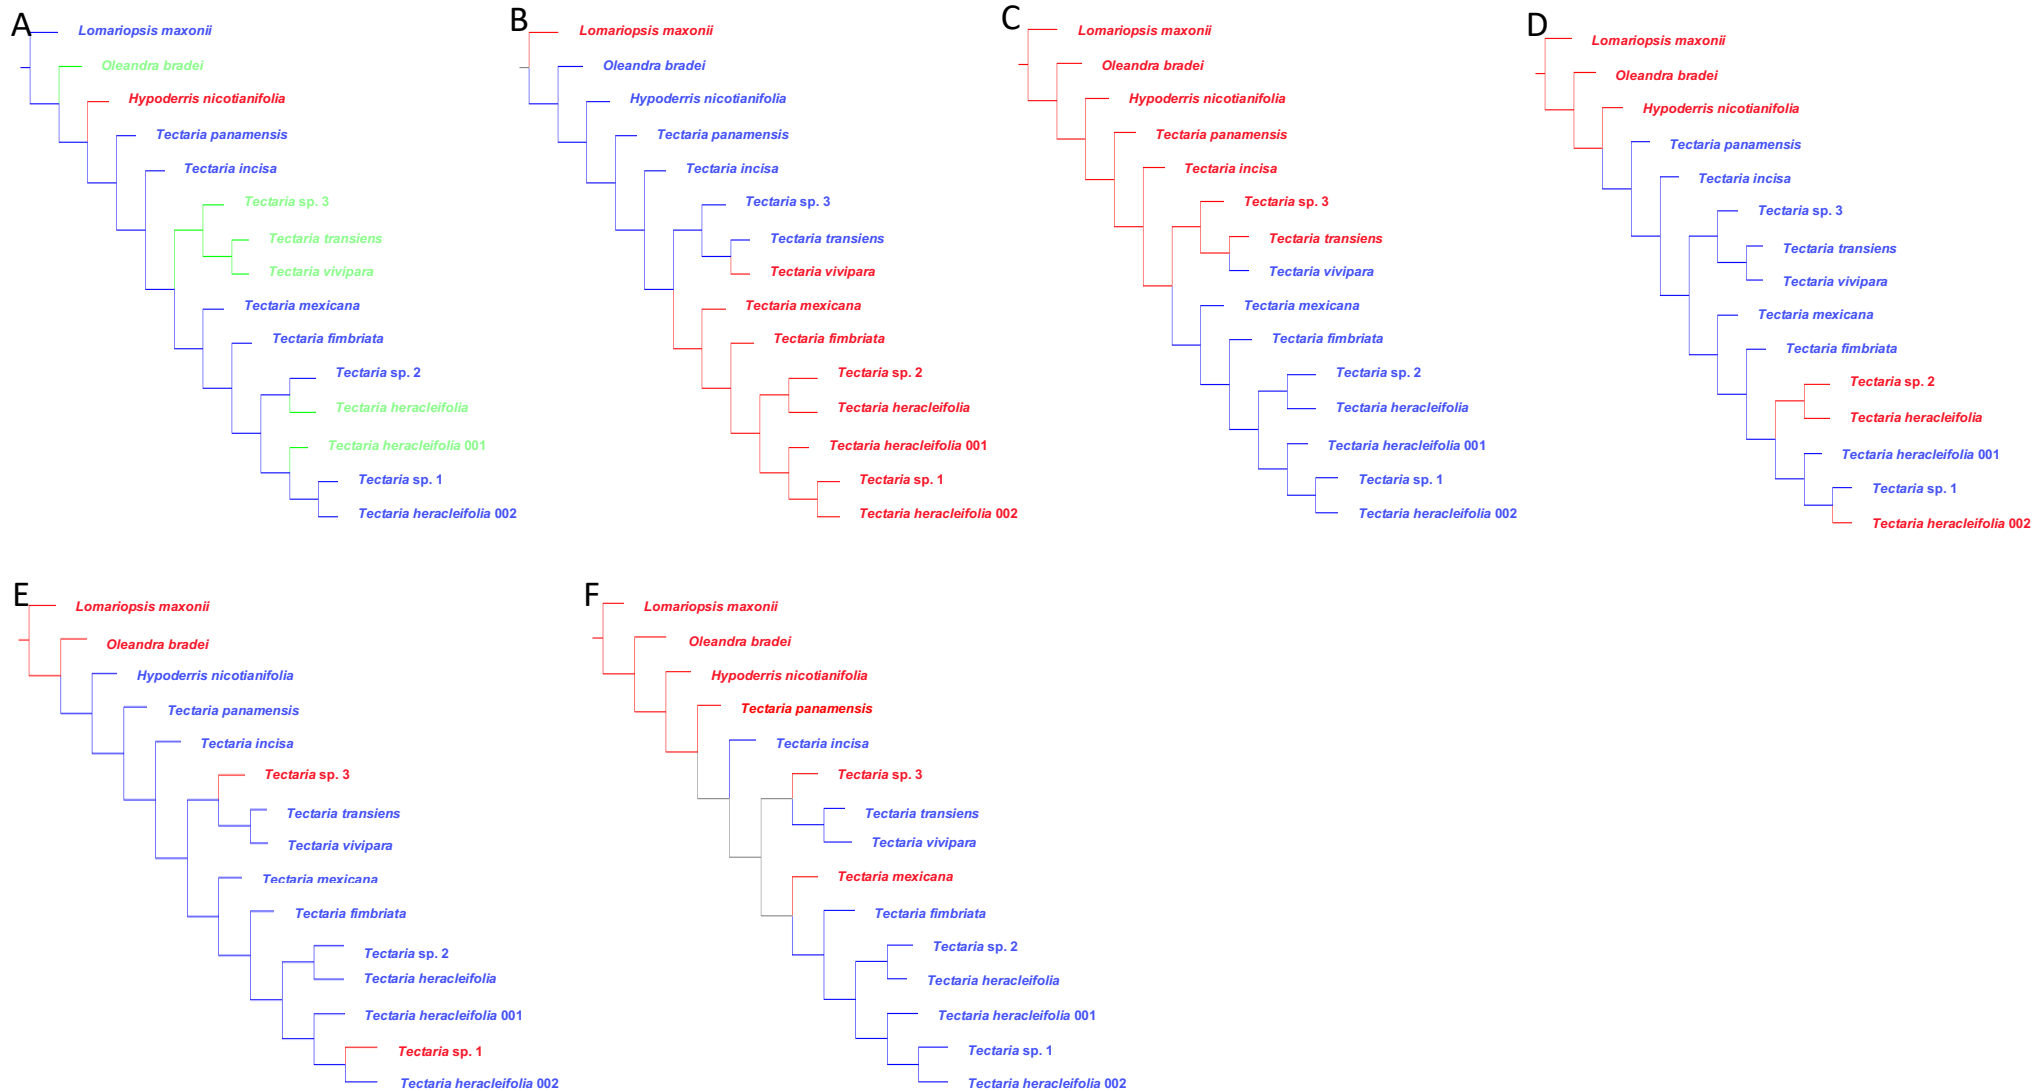 A
Lomariopsis maxonii
Oleandra bradei
Hypoderris nicotianifolia
Tectaria panamensis
Tectaria incisa
Tectaria sp. 3
Tectaria transiens
Tectaria vivipara
Tectaria mexicana
Tectaria fimbriata
Tectaria sp. 2
Tectaria heracleifolia
Tectaria heracleifolia 001
Tectaria sp. 1
Tectaria heracleifolia 002
B
Lomariopsis maxonii
Oleandra bradei
Hypoderris nicotianifolia
Tectaria panamensis
Tectaria incisa
Tectaria sp. 3
Tectaria transiens
Tectaria vivipara
Tectaria mexicana
Tectaria fimbriata
Tectaria sp. 2
Tectaria heracleifolia
Tectaria heracleifolia 001
Tectaria sp. 1
Tectaria heracleifolia 002
C
Lomariopsis maxonii
Oleandra bradei
Hypoderris nicotianifolia
Tectaria panamensis
Tectaria incisa
Tectaria sp. 3
Tectaria transiens
Tectaria vivipara
Tectaria mexicana
Tectaria fimbriata
Tectaria sp. 2
Tectaria heracleifolia
Tectaria heracleifolia 001
Tectaria sp. 1
Tectaria heracleifolia 002
D
Lomariopsis maxonii
Oleandra bradei
Hypoderris nicotianifolia
Tectaria panamensis
Tectaria incisa
Tectaria sp. 3
Tectaria transiens
Tectaria vivipara
Tectaria mexicana
Tectaria fimbriata
Tectaria sp. 2
Tectaria heracleifolia
Tectaria heracleifolia 001
Tectaria sp. 1
Tectaria heracleifolia 002
E
Lomariopsis maxonii
Oleandra bradei
Hypoderris nicotianifolia
Tectaria panamensis
Tectaria incisa
Tectaria sp. 3
Tectaria transiens
Tectaria vivipara
Tectaria mexicana
Tectaria fimbriata
Tectaria sp. 2
Tectaria heracleifolia
Tectaria heracleifolia 001
Tectaria sp. 1
Tectaria heracleifolia 002
F
Lomariopsis maxonii
Oleandra bradei
Hypoderris nicotianifolia
Tectaria panamensis
Tectaria incisa
Tectaria sp. 3
Tectaria transiens
Tectaria vivipara
Tectaria mexicana
Tectaria fimbriata
Tectaria sp. 2
Tectaria heracleifolia
Tectaria heracleifolia 001
Tectaria sp. 1
Tectaria heracleifolia 002